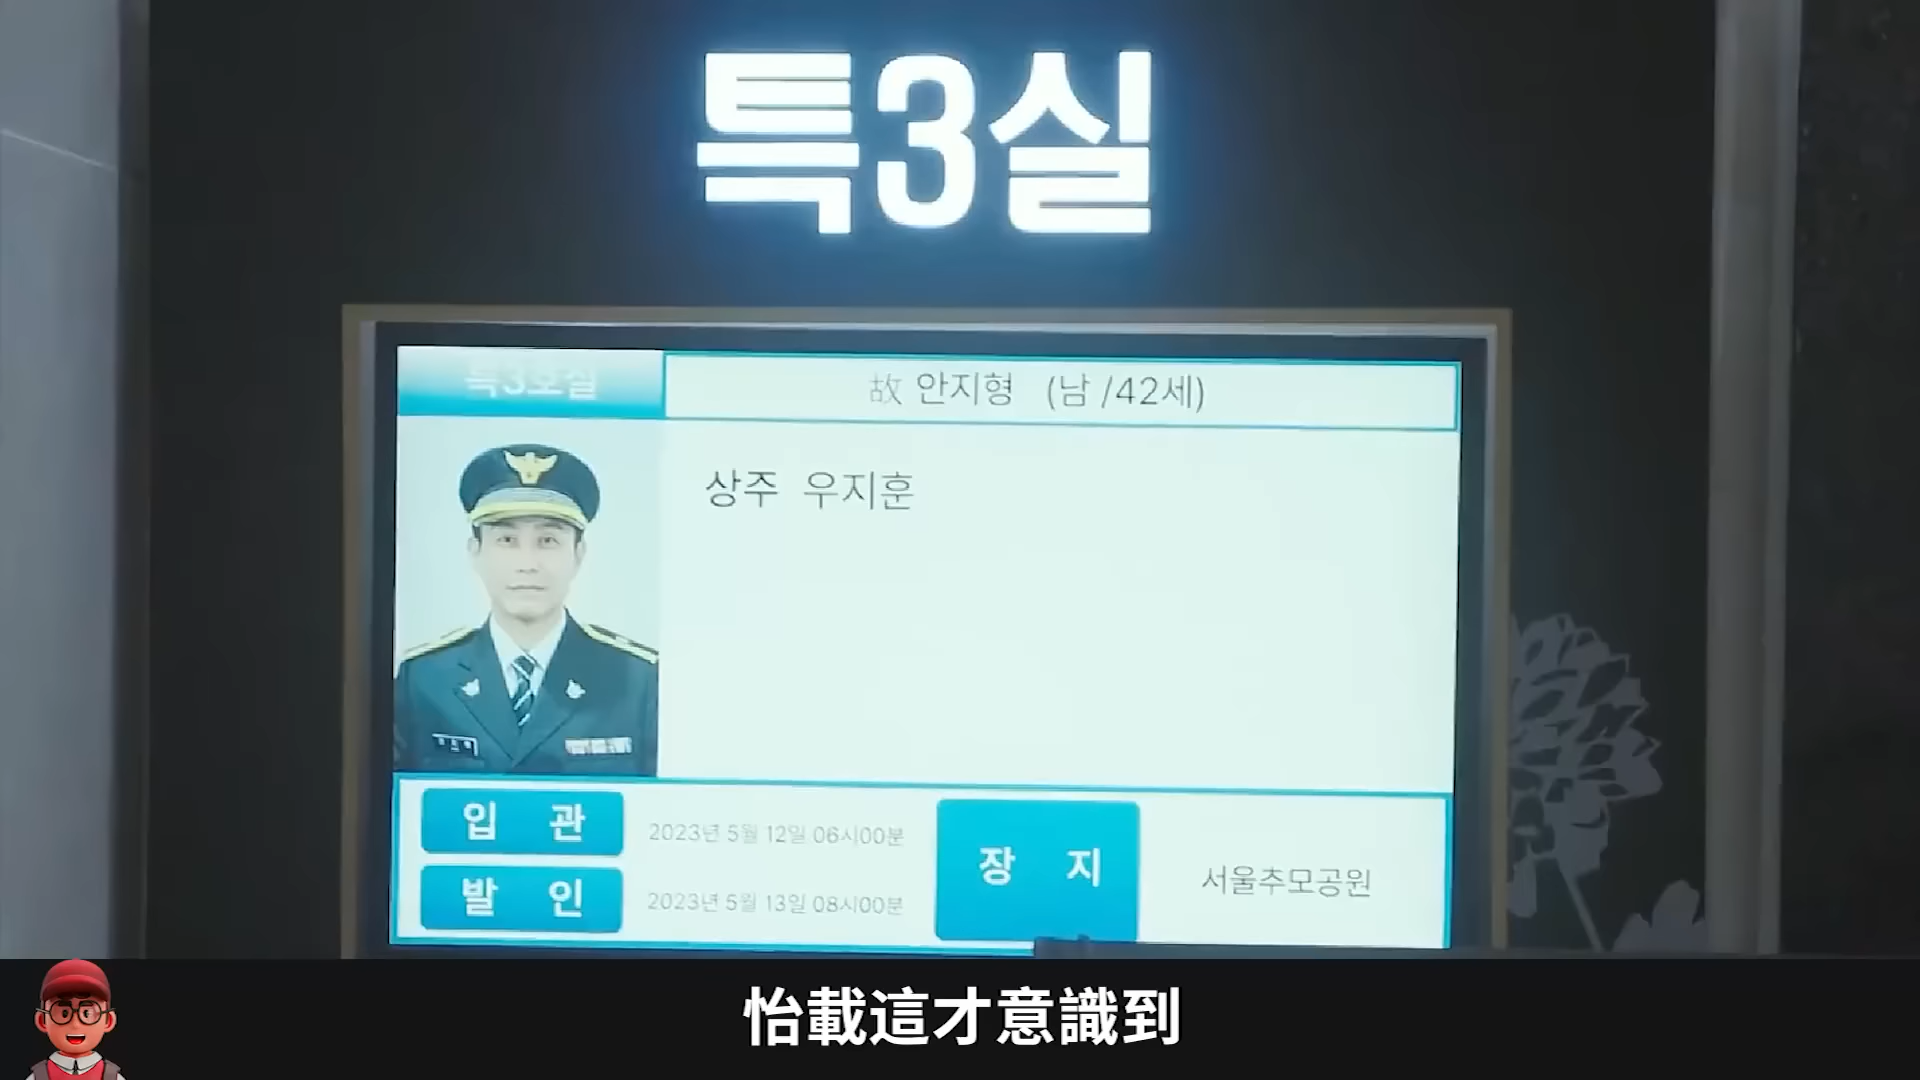 특3실
특3호실
故 안지형 (남 /42세)
상주 우지훈
입 관
2023년 5월 12일 06시00분
발 인
2023년 5월 13일 08시00분
장 지
서울추모공원
怡載這才意識到